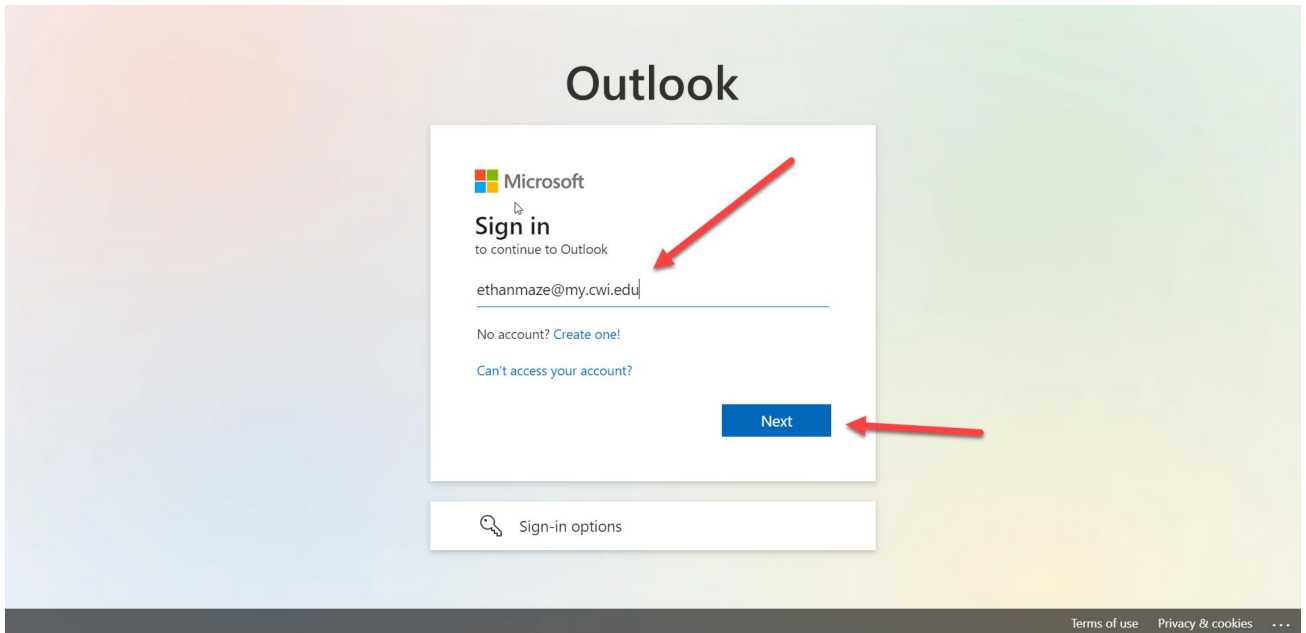 Outlook
Microsoft
Sign in
to continue to Outlook
ethanmaze@my.cwi.edu
No account? Create one!
Can't access your account?
Next
Sign-in options
Terms of use Privacy & cookies ...